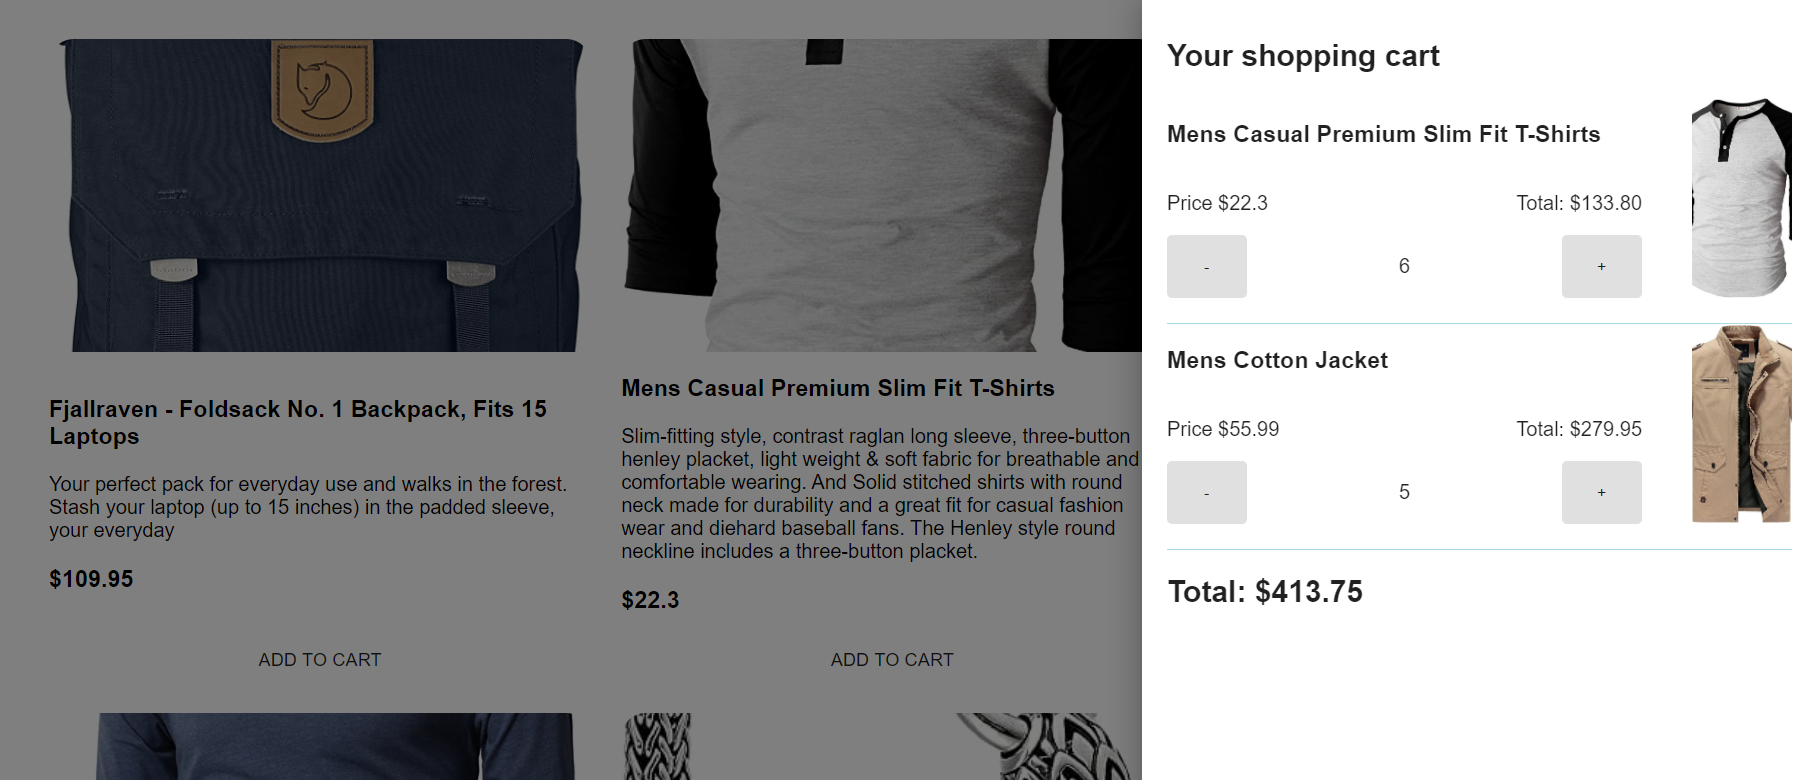 Fjallraven - Foldsack No. 1 Backpack, Fits 15
Laptops
Your perfect pack for everyday use and walks in the forest.
Stash your laptop (up to 15 inches) in the padded sleeve,
your everyday
$109.95
ADD TO CART
Mens Casual Premium Slim Fit T-Shirts
Slim-fitting style, contrast raglan long sleeve, three-button
henley placket, light weight & soft fabric for breathable and
comfortable wearing. And Solid stitched shirts with round
neck made for durability and a great fit for casual fashion
wear and diehard baseball fans. The Henley style round
neckline includes a three-button placket.
$22.3
ADD TO CART
Your shopping cart
Mens Casual Premium Slim Fit T-Shirts
Price $22.3 Total: $133.80
- 6 +
Mens Cotton Jacket
Price $55.99 Total: $279.95
- 5 +
Total: $413.75